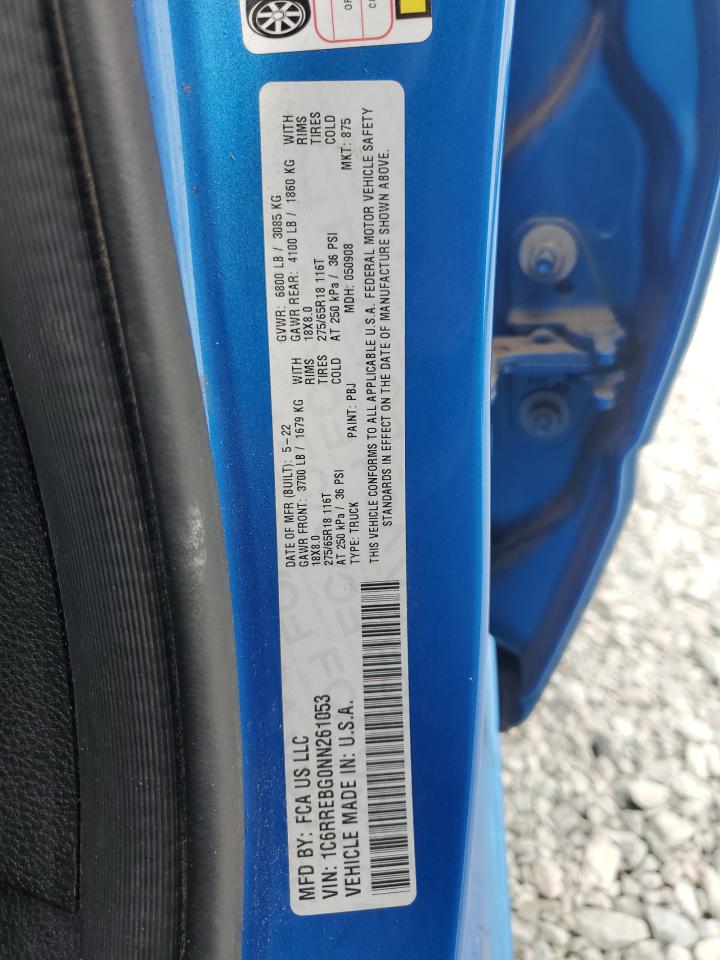 MFD BY: FCA US LLC
VIN: 1C6RREBG0NN261053
VEHICLE MADE IN: U.S.A.
DATE OF MFR (BUILT): 5-22 GVWR: 6800 LB / 3085 KG
GAWR FRONT: 3700 LB / 1679 KG WITH GAWR REAR: 4100 LB / 1860 KG WITH
18X8.0 RIMS 18X8.0 RIMS
275/65R18 116T TIRES 275/65R18 116T TIRES
AT 250 kPa / 36 PSI COLD AT 250 kPa / 36 PSI COLD
TYPE: TRUCK PAINT: PBJ MDH: 050908 MKT: 875
THIS VEHICLE CONFORMS TO ALL APPLICABLE U.S.A. FEDERAL MOTOR VEHICLE SAFETY
STANDARDS IN EFFECT ON THE DATE OF MANUFACTURE SHOWN ABOVE.